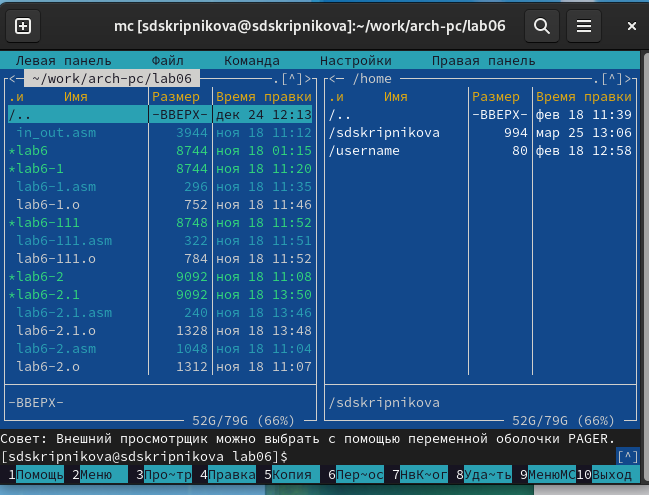 mc [sdskripnikova@sdskripnikova]:~/work/arch-pc/lab06
Левая панель Файл Команда Настройки Правая панель
<─ ~/work/arch-pc/lab06 .[^]> <─ /home .[^]>
.и Имя Размер Время правки .и Имя Размер Время правки
/.. -ВВЕРХ- дек 24 12:13 /.. -ВВЕРХ- фев 18 11:39
in_out.asm 3944 ноя 18 11:12 /sdskripnikova 994 мар 25 13:06
*lab6 8744 ноя 18 01:15 /username 80 фев 18 12:58
*lab6-1 8744 ноя 18 11:20
lab6-1.asm 296 ноя 18 11:35
lab6-1.o 752 ноя 18 11:46
*lab6-111 8748 ноя 18 11:52
lab6-111.asm 322 ноя 18 11:51
lab6-111.o 784 ноя 18 11:52
*lab6-2 9092 ноя 18 11:08
*lab6-2.1 9092 ноя 18 13:50
lab6-2.1.asm 240 ноя 18 13:46
lab6-2.1.o 1328 ноя 18 13:48
lab6-2.asm 1048 ноя 18 11:04
lab6-2.o 1312 ноя 18 11:07
-ВВЕРХ- /sdskripnikova
52G/79G (66%) 52G/79G (66%)
Совет: Внешний просмотрщик можно выбрать с помощью переменной оболочки PAGER.
[sdskripnikova@sdskripnikova lab06]$ [^]
1Помощь 2Меню 3Про~тр 4Правка 5Копия 6Пер~ос 7НвК~ог 8Уда~ть 9МенюМС 10Выход